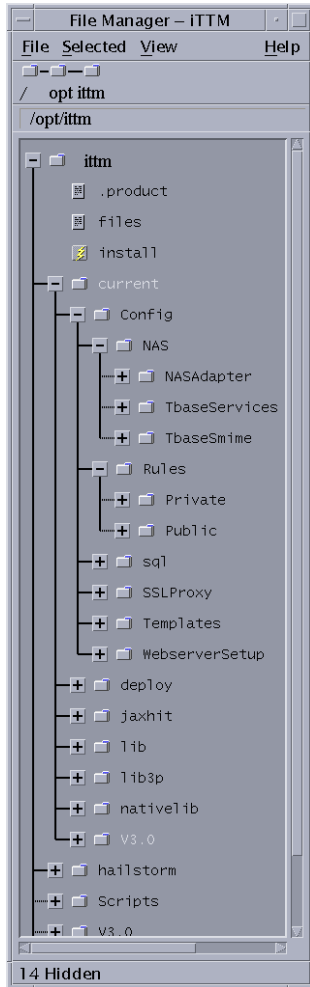 File Manager – iTTM
File Selected View Help
/ opt ittm
/opt/ittm
ittm
.product
files
install
current
Config
NAS
NASAdapter
TbaseServices
TbaseSmime
Rules
Private
Public
sql
SSLProxy
Templates
WebserverSetup
deploy
jaxhit
lib
lib3p
nativelib
V3.0
hailstorm
Scripts
V3.0
14 Hidden